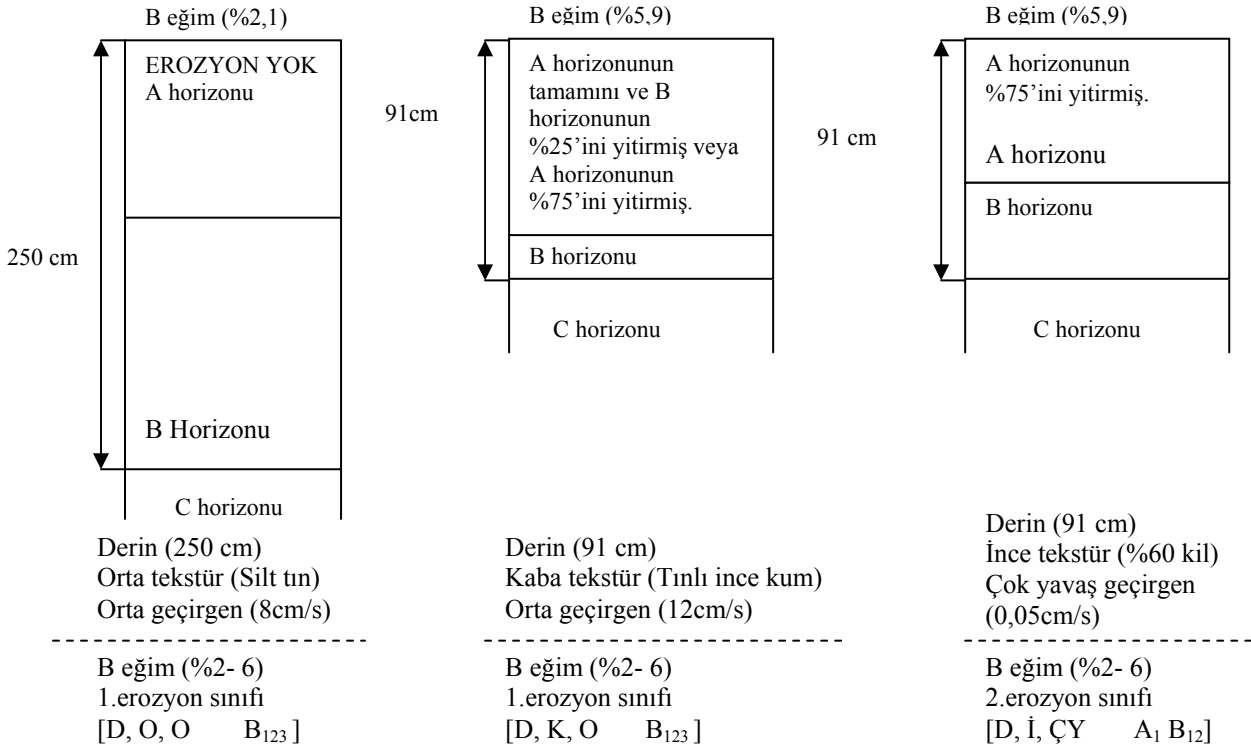 B eğim (%2,1)
EROZYON YOK
A horizonu
250 cm
B Horizonu
C horizonu
Derin (250 cm)
Orta tekstür (Silt tın)
Orta geçirgen (8cm/s)
B eğim (%2- 6)
1.erozyon sınıfı
[D, O, O B₁₂₃ ]
B eğim (%5,9)
91cm
A horizonunun
tamamını ve B
horizonunun
%25’ini yitirmiş veya
A horizonunun
%75’ini yitirmiş.
B horizonu
C horizonu
Derin (91 cm)
Kaba tekstür (Tınlı ince kum)
Orta geçirgen (12cm/s)
B eğim (%2- 6)
1.erozyon sınıfı
[D, K, O B₁₂₃ ]
B eğim (%5,9)
91 cm
A horizonunun
%75’ini yitirmiş.
A horizonu
B horizonu
C horizonu
Derin (91 cm)
İnce tekstür (%60 kil)
Çok yavaş geçirgen
(0,05cm/s)
B eğim (%2- 6)
2.erozyon sınıfı
[D, İ, ÇY A₁ B₁₂]